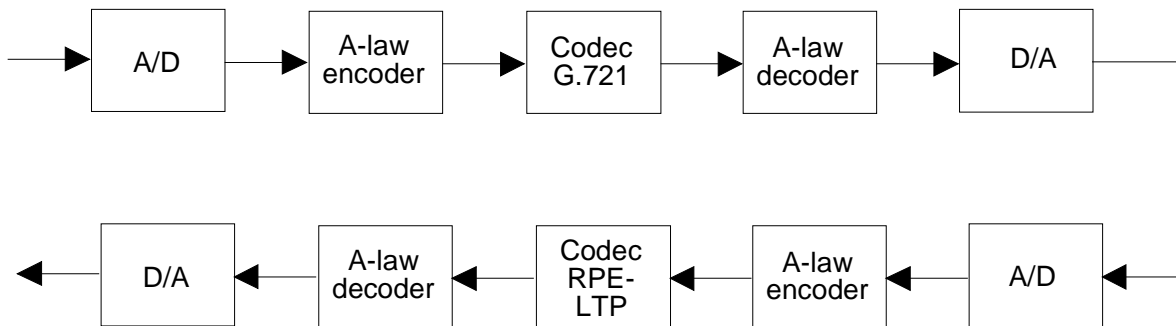 A/D
A-law
encoder
Codec
G.721
A-law
decoder
D/A
D/A
A-law
decoder
Codec
RPE-
LTP
A-law
encoder
A/D